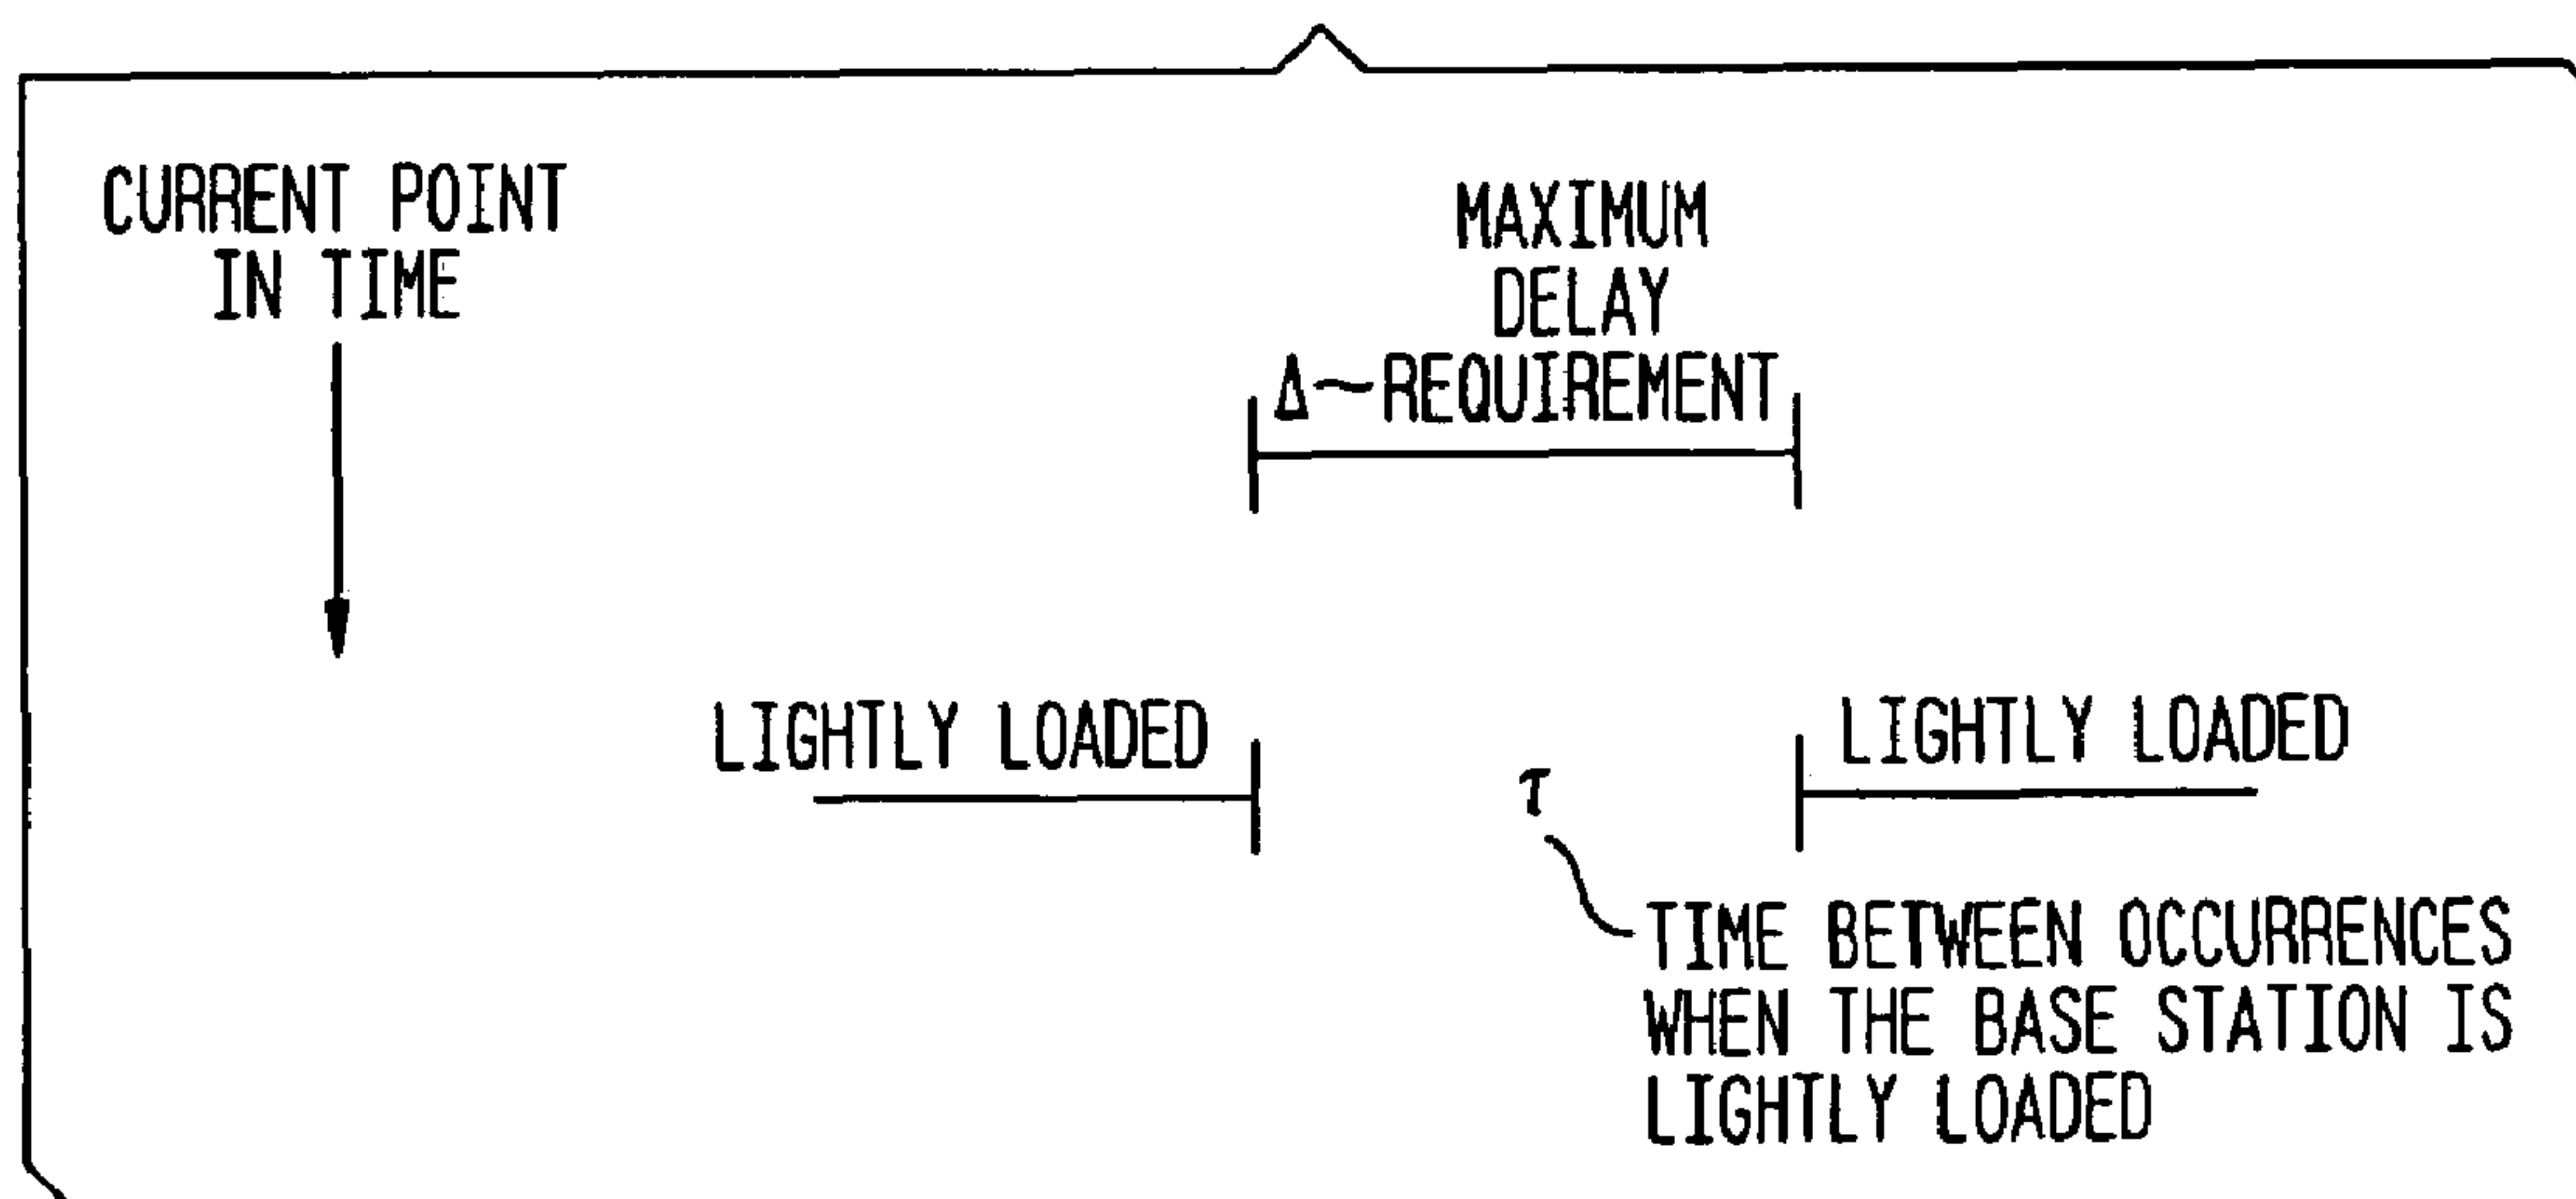 CURRENT POINT
IN TIME
MAXIMUM
DELAY
Δ~REQUIREMENT
LIGHTLY LOADED
LIGHTLY LOADED
τ
TIME BETWEEN OCCURRENCES
WHEN THE BASE STATION IS
LIGHTLY LOADED